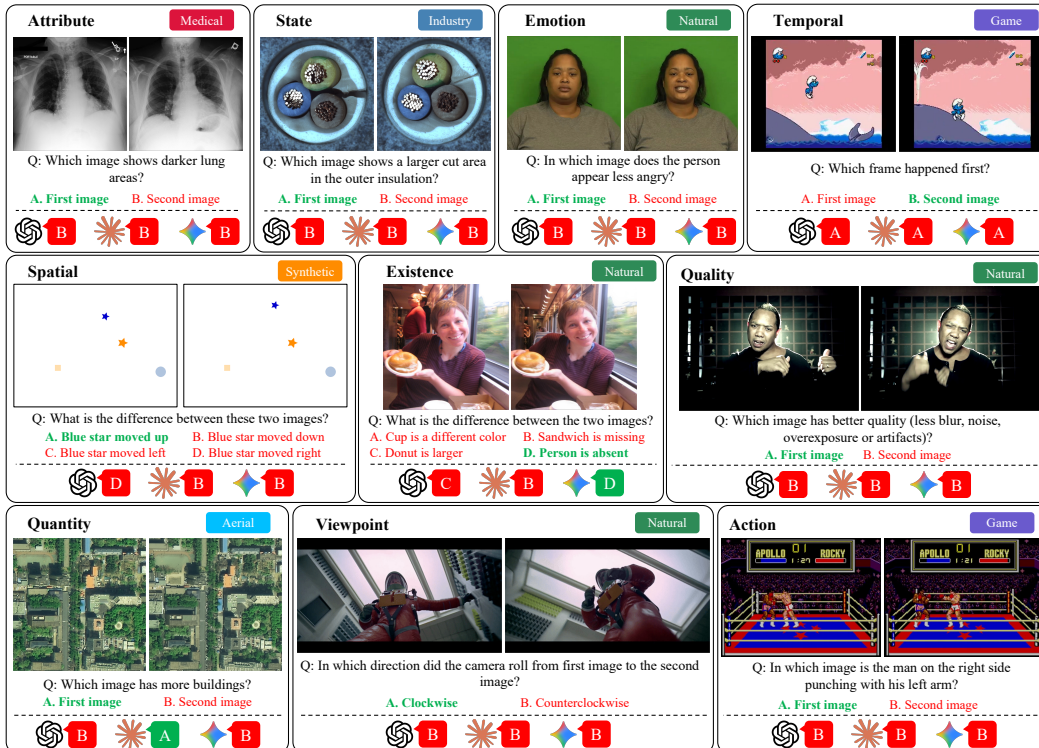 Attribute
Medical
Q: Which image shows darker lung
areas?
A. First image
B. Second image
B
B
B
State
Industry
Q: Which image shows a larger cut area
in the outer insulation?
A. First image
B. Second image
B
B
B
Emotion
Natural
Q: In which image does the person
appear less angry?
A. First image
B. Second image
B
B
B
Temporal
Game
Q: Which frame happened first?
A. First image
B. Second image
A
A
A
Spatial
Synthetic
Q: What is the difference between these two images?
A. Blue star moved up
B. Blue star moved down
C. Blue star moved left
D. Blue star moved right
D
B
B
Existence
Natural
Q: What is the difference between the two images?
A. Cup is a different color
B. Sandwich is missing
C. Donut is larger
D. Person is absent
C
B
D
Quality
Natural
Q: Which image has better quality (less blur, noise,
overexposure or artifacts)?
A. First image
B. Second image
B
B
B
Quantity
Aerial
Q: Which image has more buildings?
A. First image
B. Second image
B
A
B
Viewpoint
Natural
Q: In which direction did the camera roll from first image to the second
image?
A. Clockwise
B. Counterclockwise
B
B
B
Action
Game
01
APOLLO
ROCKY
1:27
01
APOLLO
ROCKY
1:21
Q: In which image is the man on the right side
punching with his left arm?
A. First image
B. Second image
B
B
B